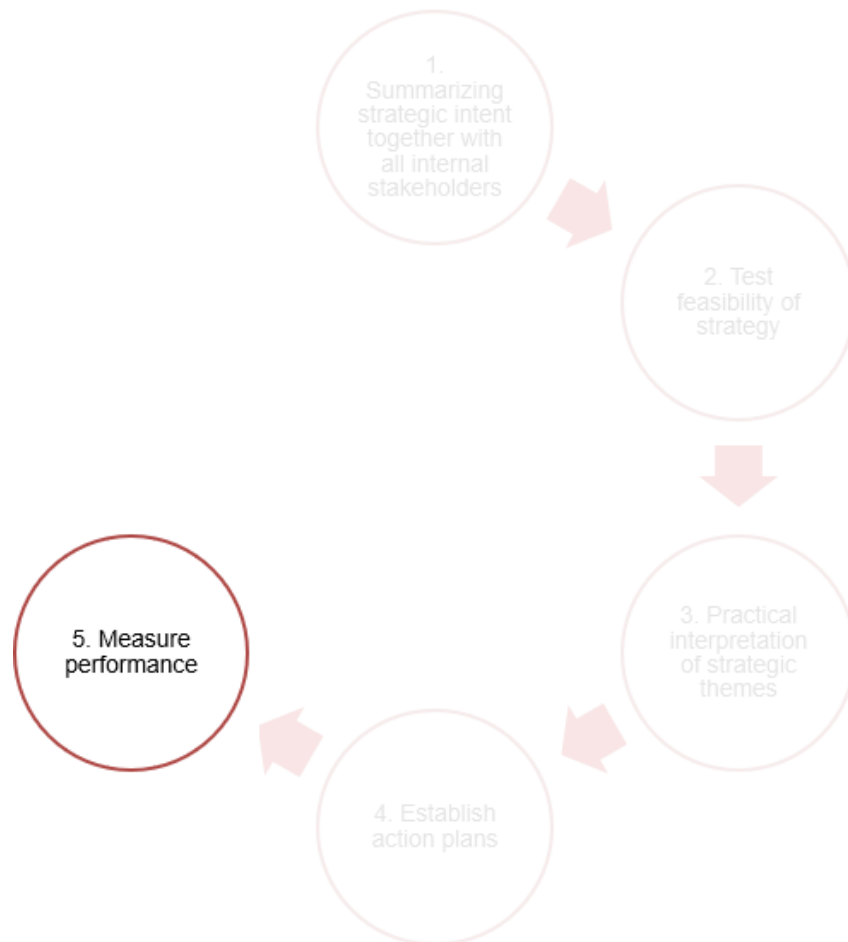 1.
Summarizing
strategic intent
together with
all internal
stakeholders
2. Test
feasibility of
strategy
3. Practical
interpretation
of strategic
themes
4. Establish
action plans
5. Measure
performance